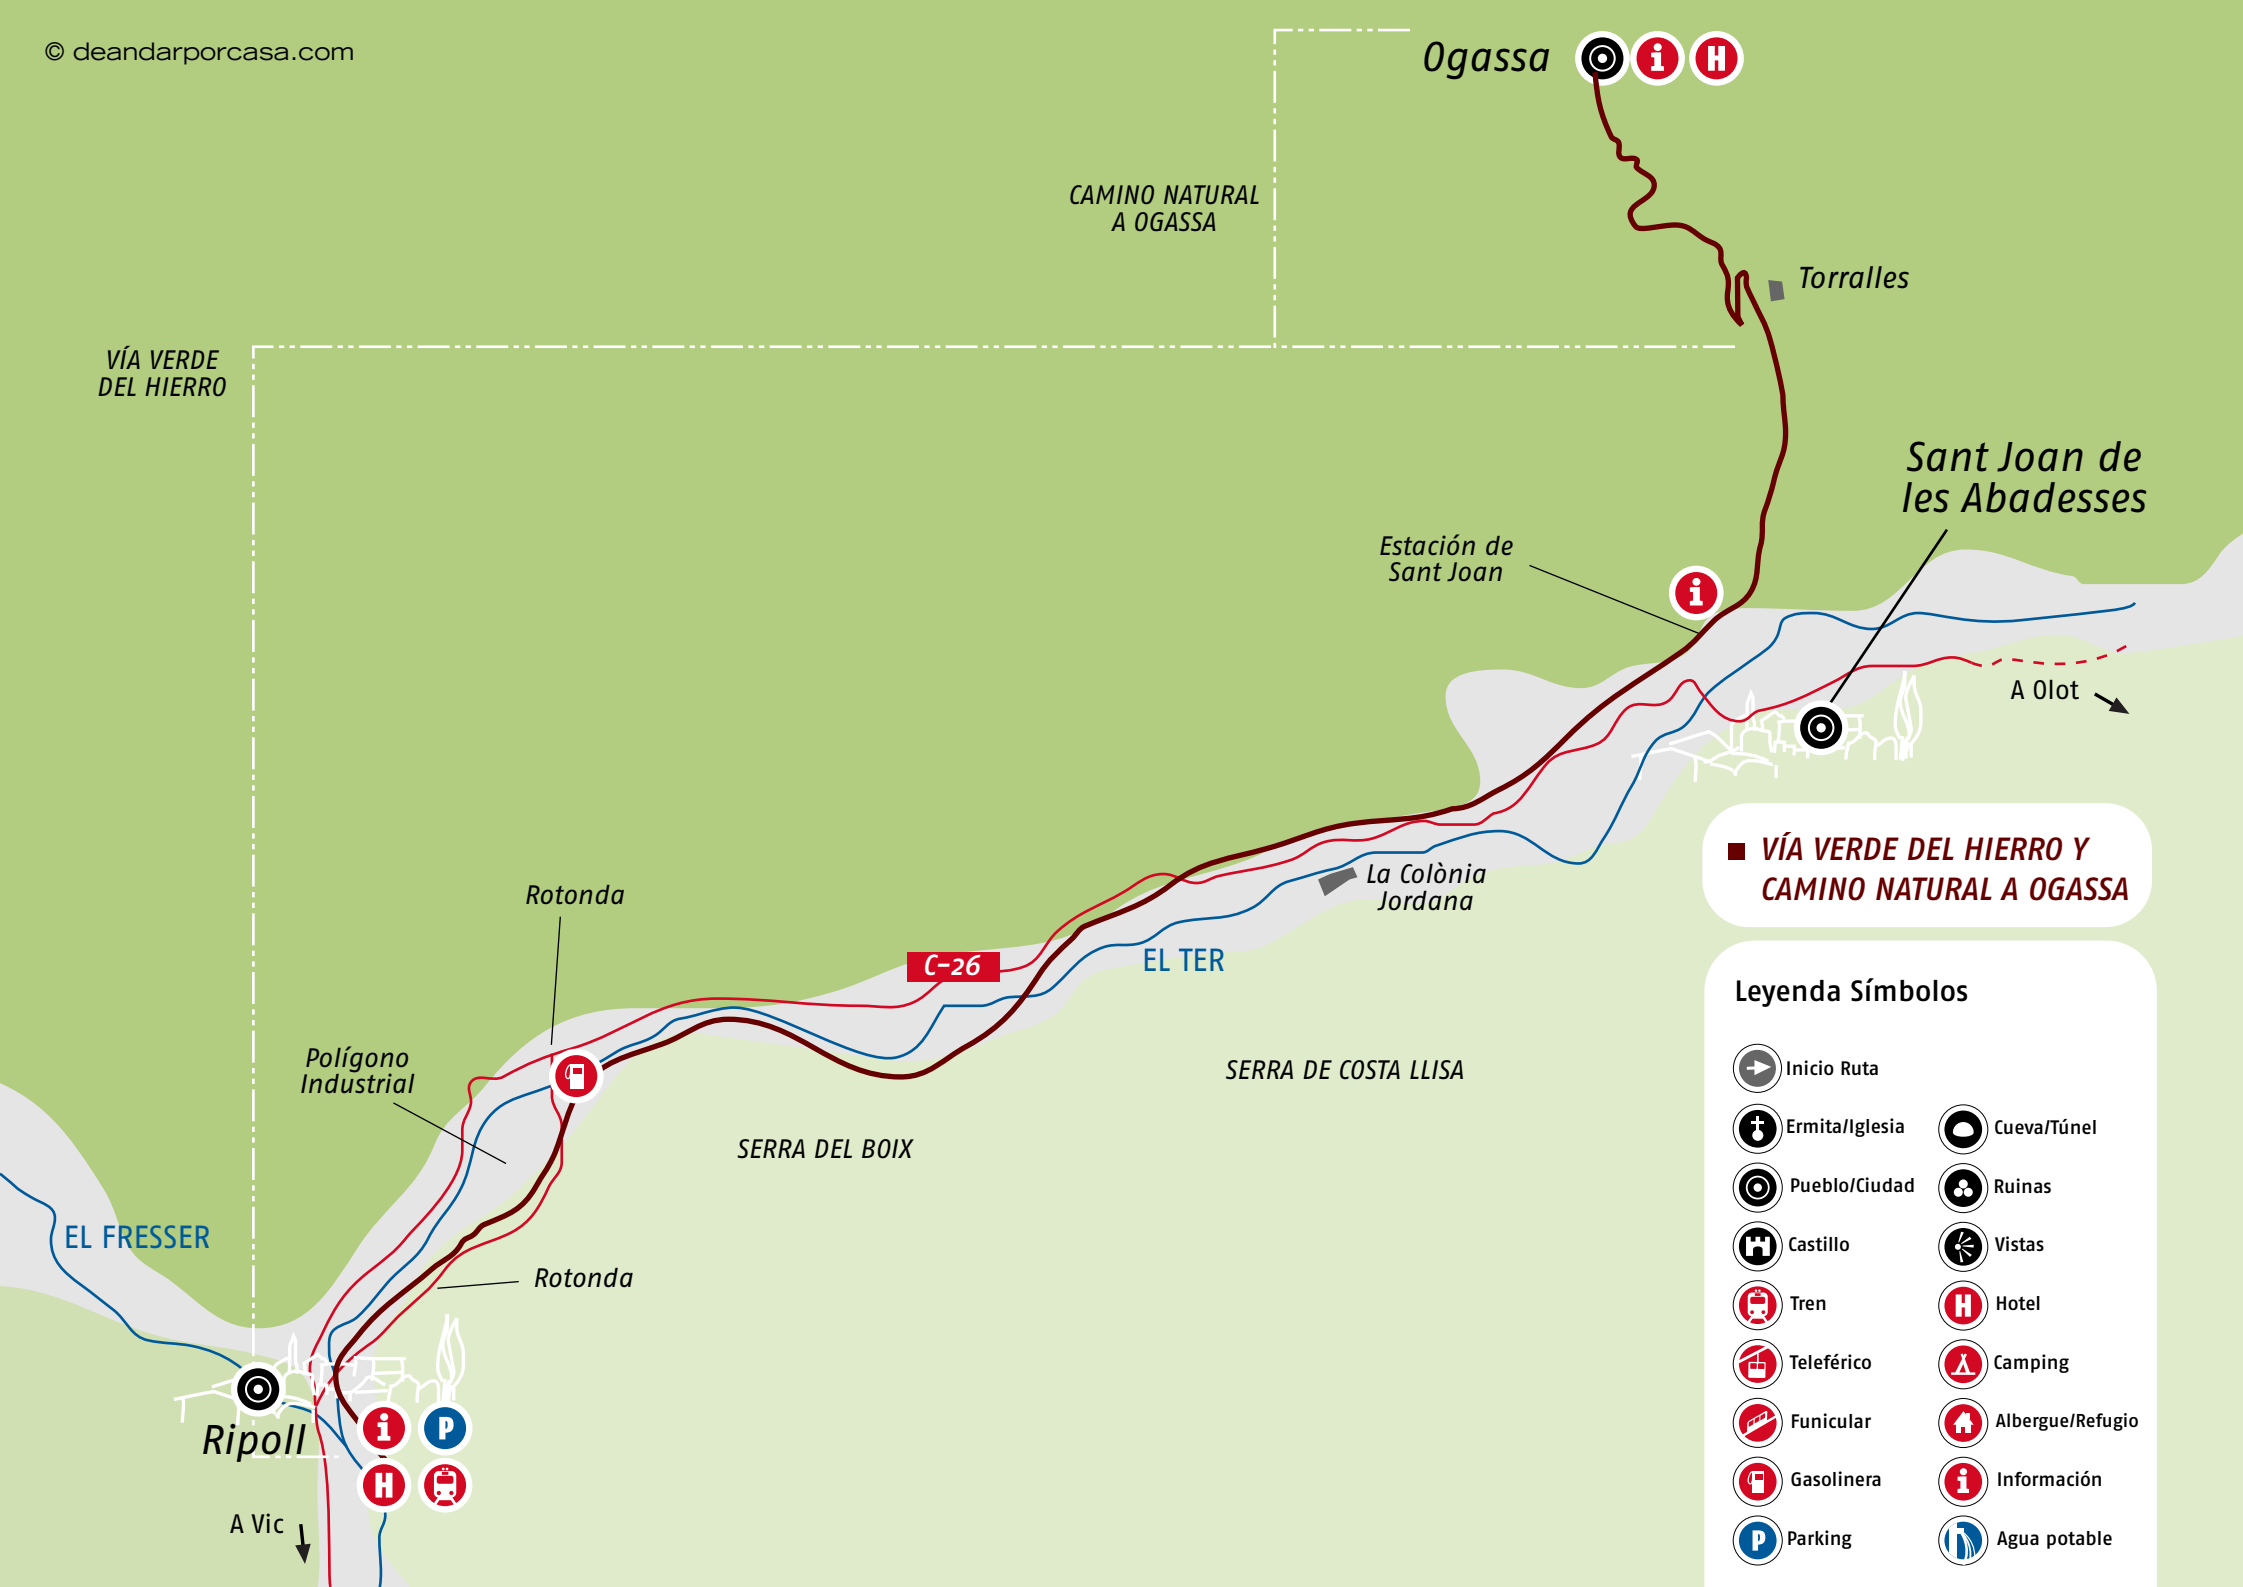 © deandarporcasa.com
Ogassa
CAMINO NATURAL
A OGASSA
Torralles
VÍA VERDE
DEL HIERRO
Sant Joan de
les Abadesses
Estación de
Sant Joan
A Olot
VÍA VERDE DEL HIERRO Y
CAMINO NATURAL A OGASSA
La Colònia
Jordana
Rotonda
C-26
EL TER
Polígono
Industrial
SERRA DE COSTA LLISA
SERRA DEL BOIX
EL FRESSER
Rotonda
Ripoll
A Vic
Leyenda Símbolos
Inicio Ruta
Ermita/Iglesia
Cueva/Túnel
Pueblo/Ciudad
Ruinas
Castillo
Vistas
Tren
Hotel
Teleférico
Camping
Funicular
Albergue/Refugio
Gasolinera
Información
Parking
Agua potable